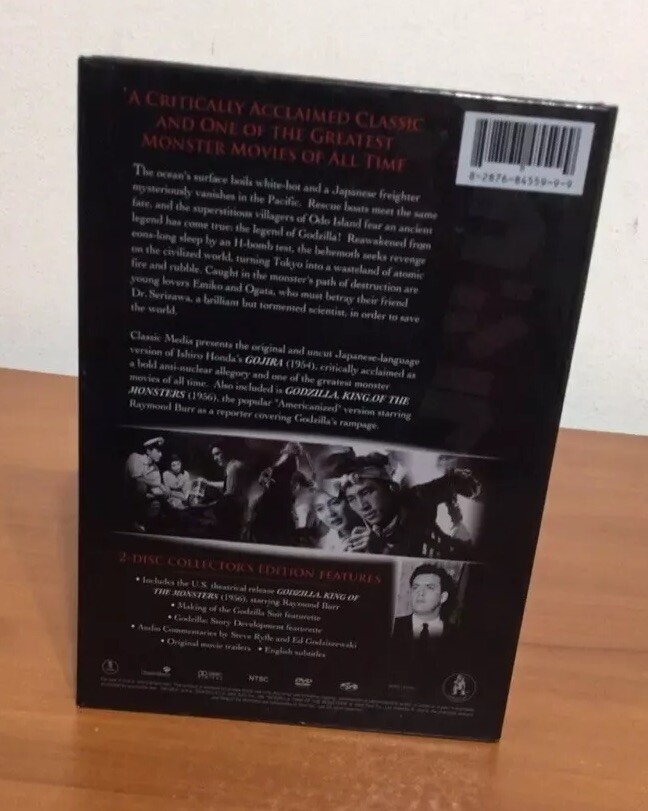 A CRITICALLY ACCLAIMED CLASSIC
AND ONE OF THE GREATEST
MONSTER MOVIES OF ALL TIME
8-2876-84559-9-9
The ocean's surface boils white-hot and a Japanese freighter
mysteriously vanishes in the Pacific. Rescue boats meet the same
fate, and the superstitious villagers of Odo Island fear an ancient
legend has come true: the legend of Godzilla! Reawakened from
eons-long sleep by an H-bomb test, the behemoth seeks revenge
on the civilized world, turning Tokyo into a wasteland of atomic
fire and rubble. Caught in the monster's path of destruction are
young lovers Emiko and Ogata, who must betray their friend
Dr. Serizawa, a brilliant but tormented scientist, in order to save
the world.
Classic Media presents the original and uncut Japanese-language
version of Ishiro Honda's GOJIRA (1954), critically acclaimed as
a bold anti-nuclear allegory and one of the greatest monster
movies of all time. Also included is GODZILLA, KING OF THE
MONSTERS (1956), the popular "Americanized" version starring
Raymond Burr as a reporter covering Godzilla's rampage.
2-DISC COLLECTOR'S EDITION FEATURES
• Includes the U.S. theatrical release GODZILLA, KING OF
THE MONSTERS (1956), starring Raymond Burr
• Making of the Godzilla Suit featurette
• Godzilla: Story Development featurette
• Audio Commentaries by Steve Ryfle and Ed Godziszewski
• Original movie trailers • English subtitles
NTSC
DVD